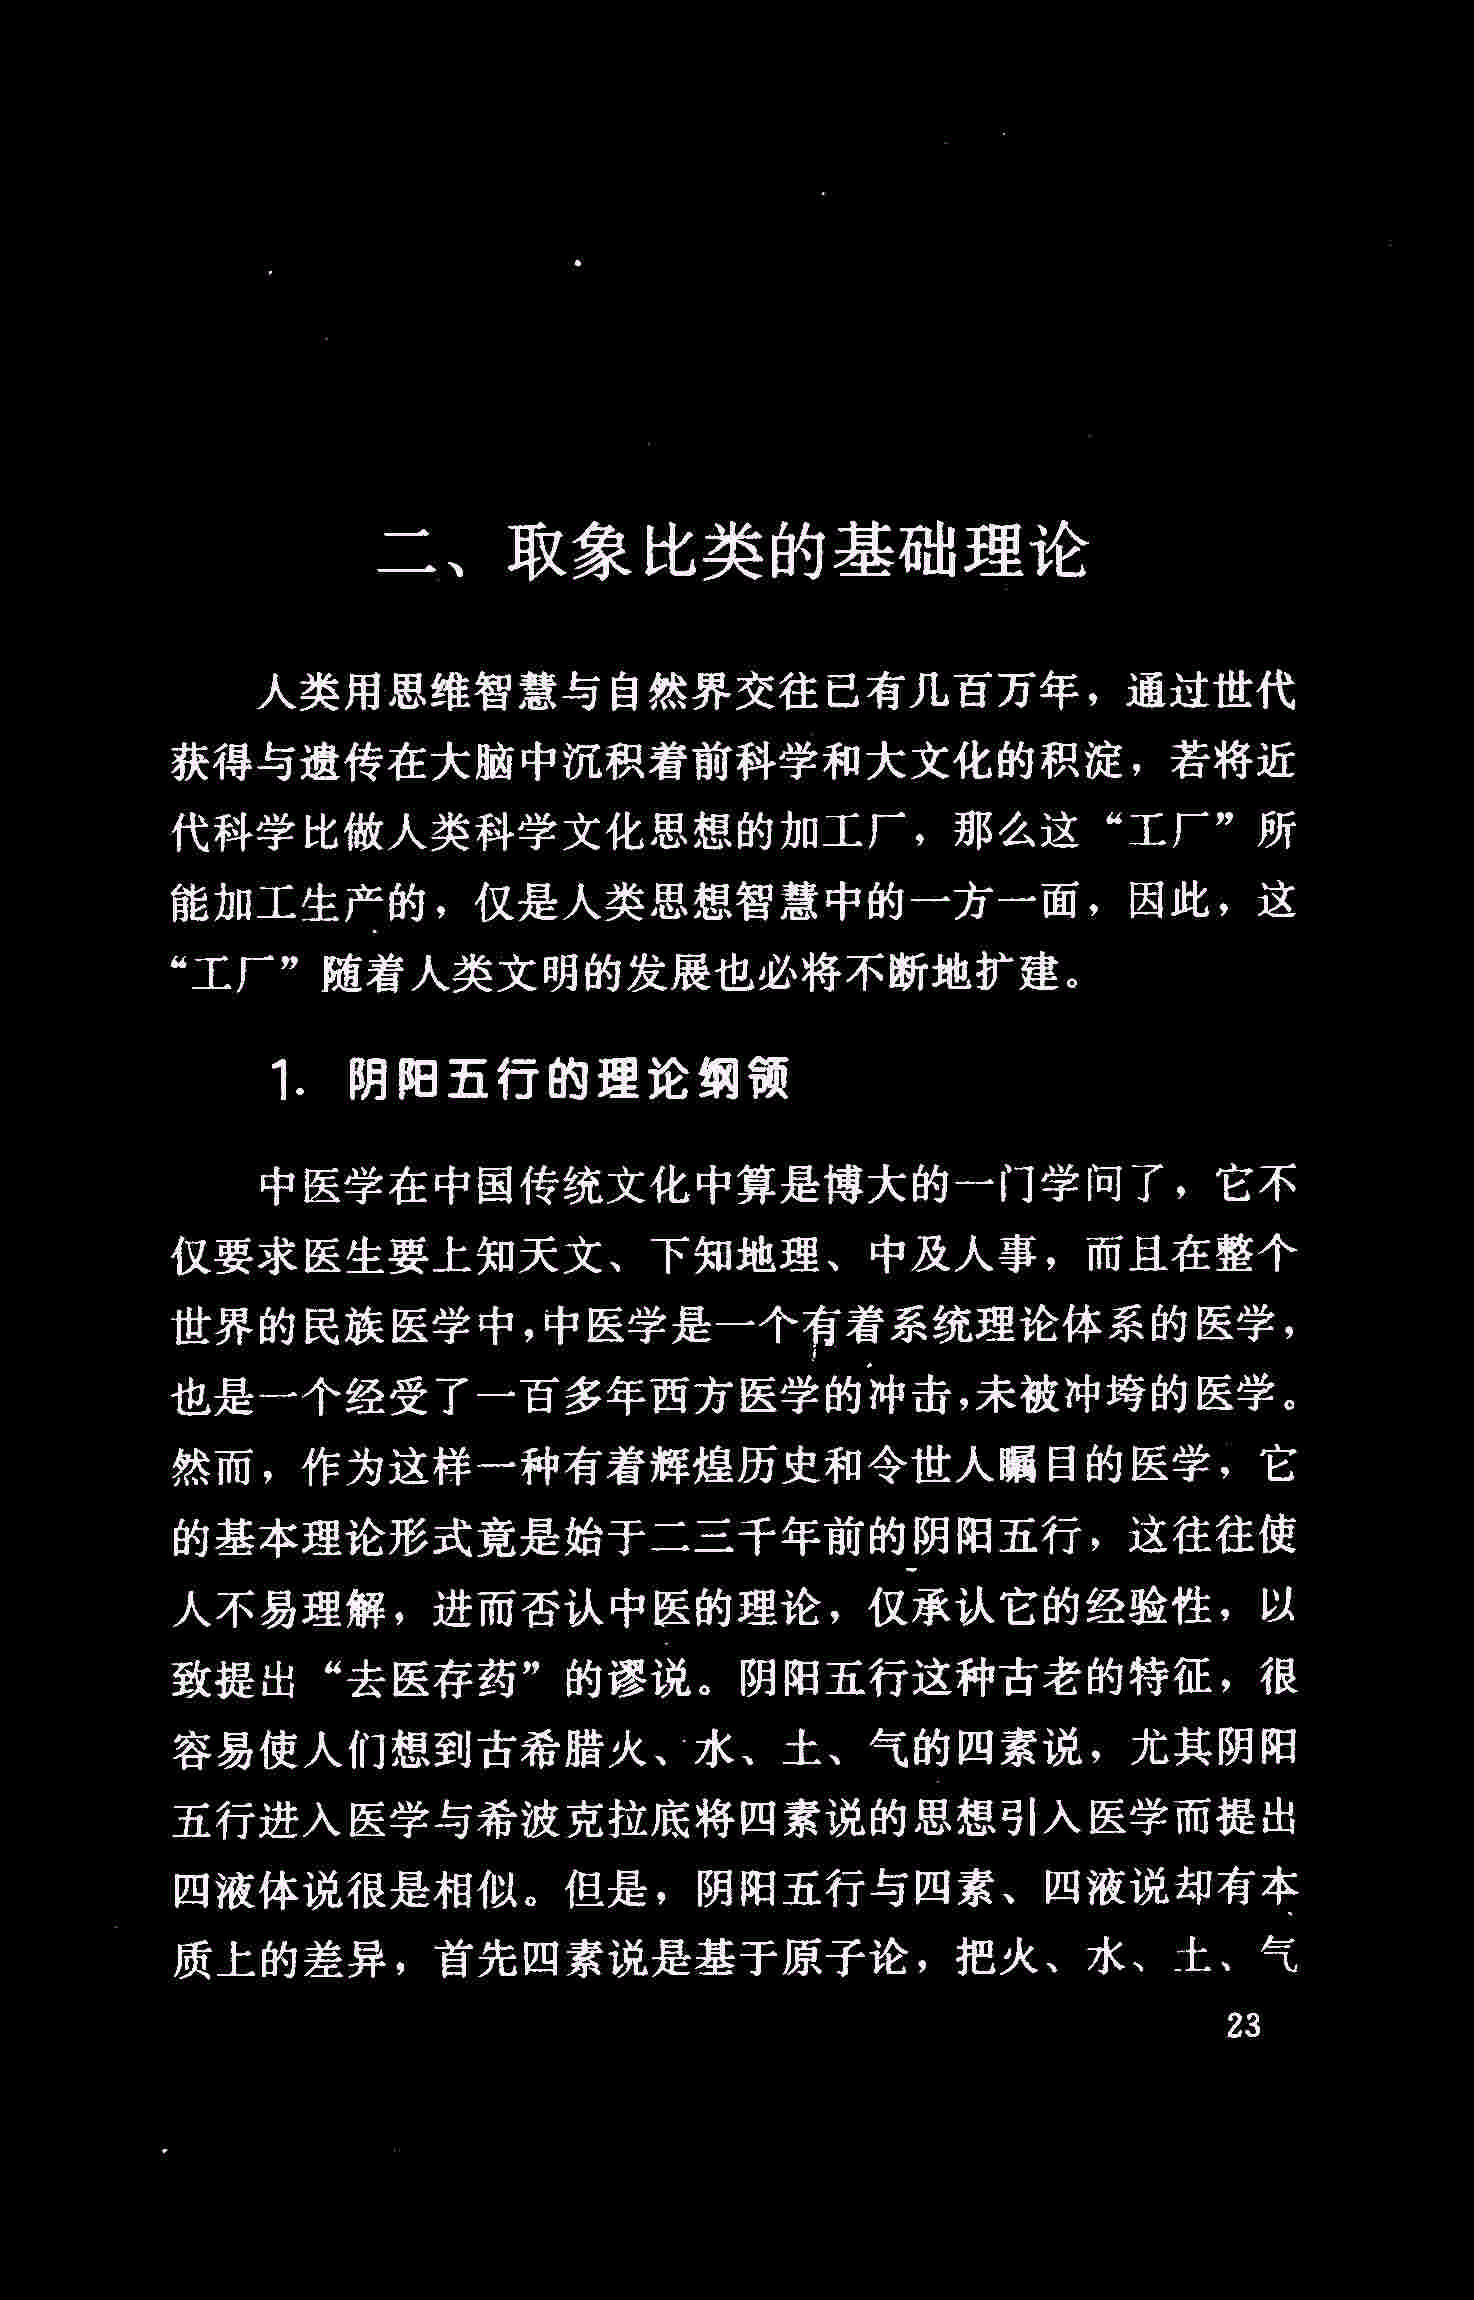 二、取象比类的基础理论
人类用思维智慧与自然界交往已有几百万年，通过世代
获得与遗传在大脑中沉积着前科学和大文化的积淀，若将近
代科学比做人类科学文化思想的加工厂，那么这“工厂”所
能加工生产的，仅是人类思想智慧中的一方一面，因此，这
“工厂”随着人类文明的发展也必将不断地扩建。
1. 阴阳五行的理论纲领
中医学在中国传统文化中算是博大的一门学问了，它不
仅要求医生要上知天文、下知地理、中及人事，而且在整个
世界的民族医学中，中医学是一个有着系统理论体系的医学，
也是一个经受了一百多年西方医学的冲击，未被冲垮的医学。
然而，作为这样一种有着辉煌历史和令世人瞩目的医学，它
的基本理论形式竟是始于二三千年前的阴阳五行，这往往使
人不易理解，进而否认中医的理论，仅承认它的经验性，以
致提出“去医存药”的谬说。阴阳五行这种古老的特征，很
容易使人们想到古希腊火、水、土、气的四素说，尤其阴阳
五行进入医学与希波克拉底将四素说的思想引入医学而提出
四液体说很是相似。但是，阴阳五行与四素、四液说却有本
质上的差异，首先四素说是基于原子论，把火、水、土、气
23